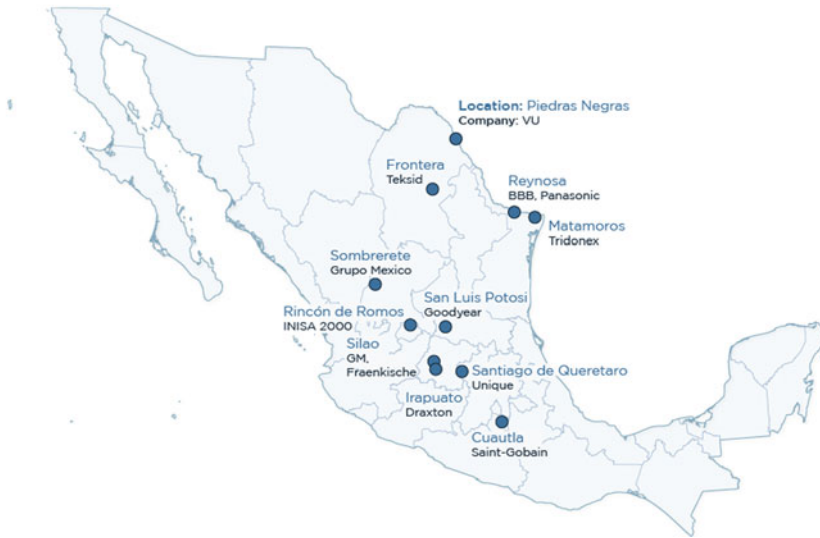 Location: Piedras Negras
Company: VU
Frontera
Teksid
Reynosa
BBB, Panasonic
Matamoros
Tridonex
Sombrerete
Grupo Mexico
San Luis Potosi
Goodyear
Rincón de Romos
INISA 2000
Silao
GM,
Fraenkische
Santiago de Queretaro
Unique
Irapuato
Draxton
Cuautla
Saint-Gobain